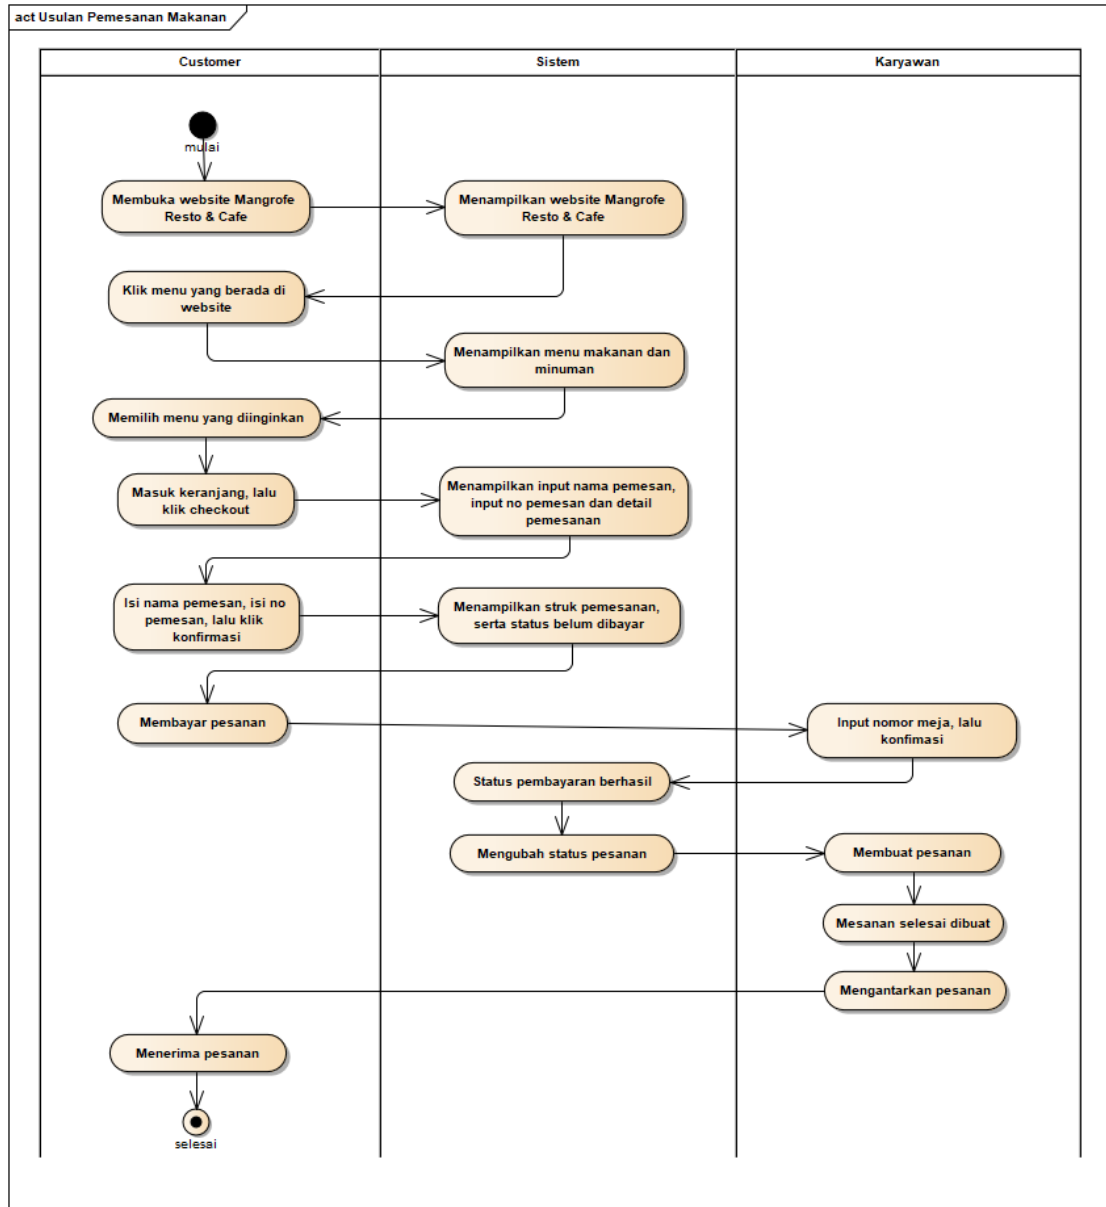 act Usulan Pemesanan Makanan
Customer
Sistem
Karyawan
mulai
Membuka website Mangrofe
Resto & Cafe
Menampilkan website Mangrofe
Resto & Cafe
Klik menu yang berada di
website
Menampilkan menu makanan dan
minuman
Memilih menu yang diinginkan
Masuk keranjang, lalu
klik checkout
Menampilkan input nama pemesan,
input no pemesan dan detail
pemesanan
Isi nama pemesan, isi no
pemesan, lalu klik
konfirmasi
Menampilkan struk pemesanan,
serta status belum dibayar
Membayar pesanan
Input nomor meja, lalu
konfimasi
Status pembayaran berhasil
Mengubah status pesanan
Membuat pesanan
Mesanan selesai dibuat
Mengantarkan pesanan
Menerima pesanan
selesai